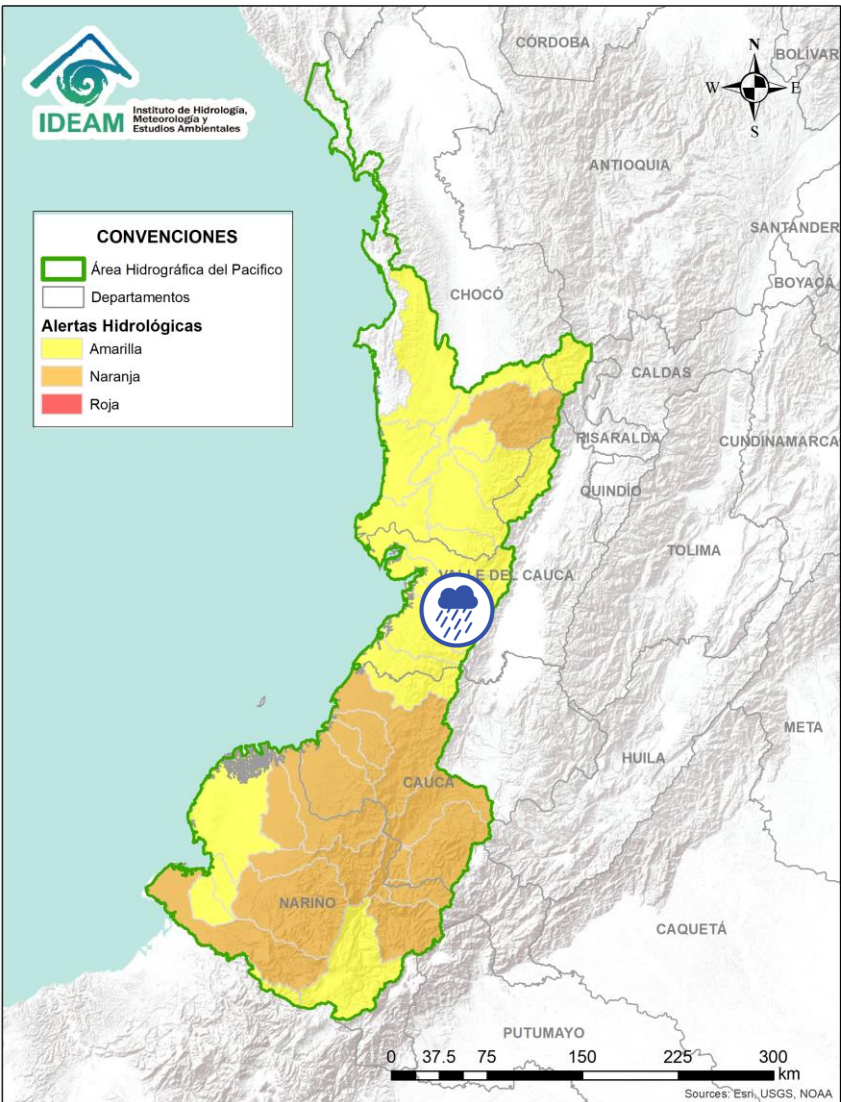 IDEAM
Instituto de Hidrología,
Meteorología y
Estudios Ambientales
CÓRDOBA
BOLÍVAR
N
W
E
S
ANTIOQUIA
SANTANDER
BOYACÁ
CONVENCIONES
Área Hidrográfica del Pacifico
Departamentos
Alertas Hidrológicas
Amarilla
Naranja
Roja
CHOCÓ
CALDAS
RISARALDA
CUNDINAMARCA
QUINDÍO
TOLIMA
VALLE DEL CAUCA
META
HUILA
CAUCA
NARIÑO
CAQUETÁ
PUTUMAYO
0 37.5 75 150 225 300
km
Sources: Esri, USGS, NOAA